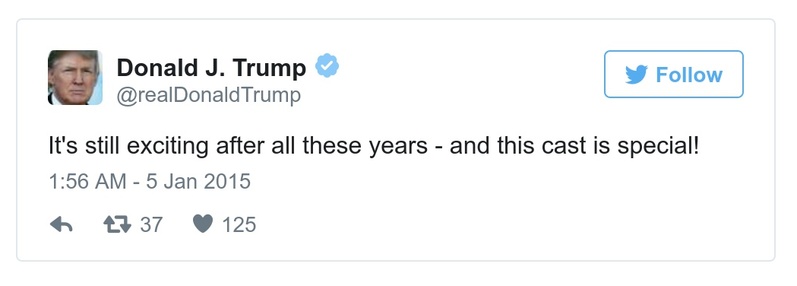 Donald J. Trump
@realDonaldTrump
Follow
It's still exciting after all these years - and this cast is special!
1:56 AM - 5 Jan 2015
37 125